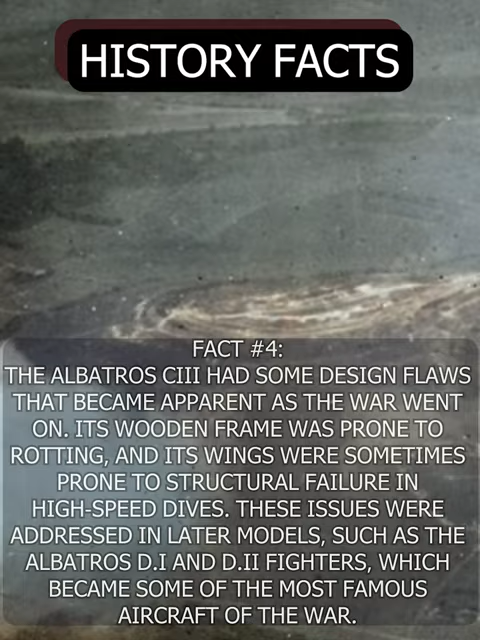 HISTORY FACTS
FACT #4:
THE ALBATROS CIII HAD SOME DESIGN FLAWS
THAT BECAME APPARENT AS THE WAR WENT
ON. ITS WOODEN FRAME WAS PRONE TO
ROTTING, AND ITS WINGS WERE SOMETIMES
PRONE TO STRUCTURAL FAILURE IN
HIGH-SPEED DIVES. THESE ISSUES WERE
ADDRESSED IN LATER MODELS, SUCH AS THE
ALBATROS D.I AND D.II FIGHTERS, WHICH
BECAME SOME OF THE MOST FAMOUS
AIRCRAFT OF THE WAR.